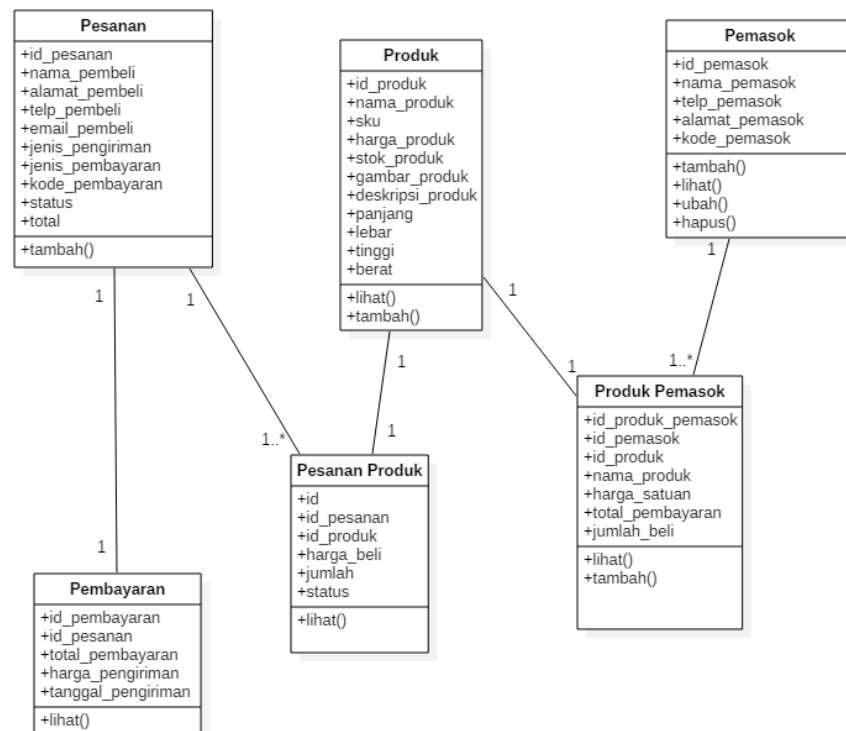 Pesanan
+id_pesanan
+nama_pembeli
+alamat_pembeli
+telp_pembeli
+email_pembeli
+jenis_pengiriman
+jenis_pembayaran
+kode_pembayaran
+status
+total
+tambah()
Produk
+id_produk
+nama_produk
+sku
+harga_produk
+stok_produk
+gambar_produk
+deskripsi_produk
+panjang
+lebar
+tinggi
+berat
+lihat()
+tambah()
Pemasok
+id_pemasok
+nama_pemasok
+telp_pemasok
+alamat_pemasok
+kode_pemasok
+tambah()
+lihat()
+ubah()
+hapus()
1
1
1
1
1
1
1..*
1..*
1
1
Pesanan Produk
+id
+id_pesanan
+id_produk
+harga_beli
+jumlah
+status
+lihat()
Produk Pemasok
+id_produk_pemasok
+id_pemasok
+id_produk
+nama_produk
+harga_satuan
+total_pembayaran
+jumlah_beli
+lihat()
+tambah()
Pembayaran
+id_pembayaran
+id_pesanan
+total_pembayaran
+harga_pengiriman
+tanggal_pengiriman
+lihat()